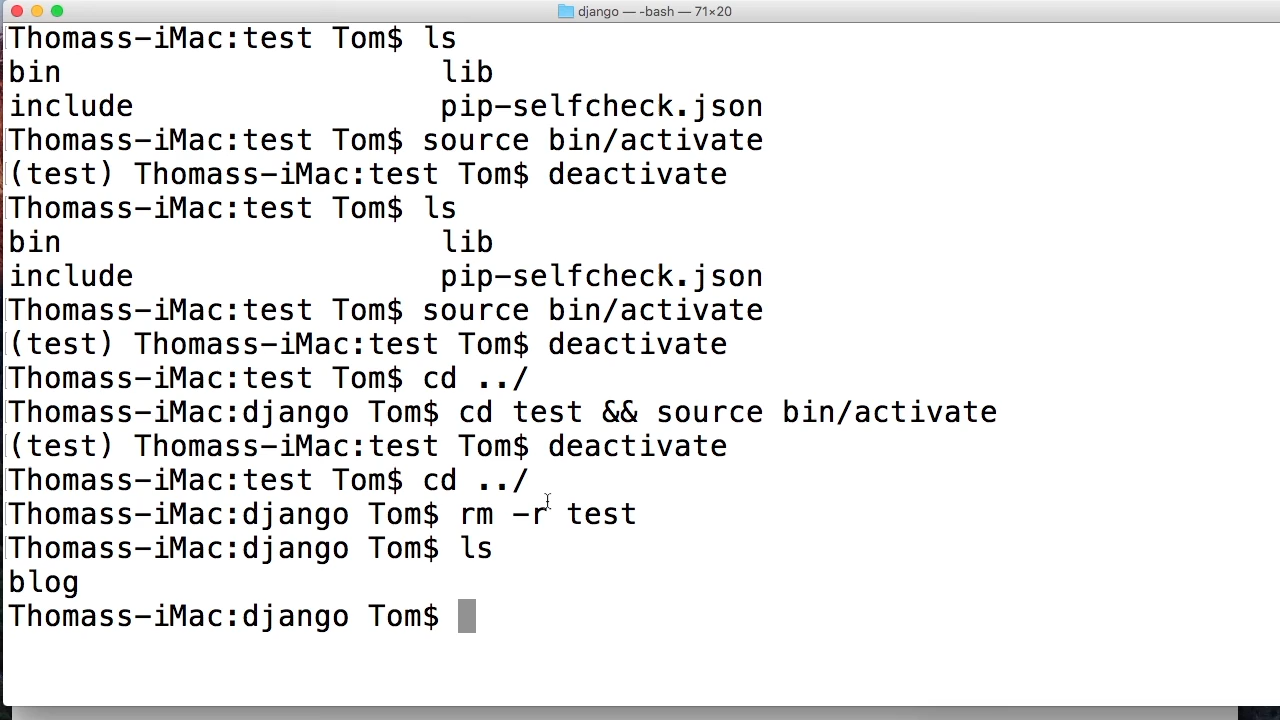 django — -bash — 71×20
Thomass-iMac:test Tom$ ls
bin lib
include pip-selfcheck.json
Thomass-iMac:test Tom$ source bin/activate
(test) Thomass-iMac:test Tom$ deactivate
Thomass-iMac:test Tom$ ls
bin lib
include pip-selfcheck.json
Thomass-iMac:test Tom$ source bin/activate
(test) Thomass-iMac:test Tom$ deactivate
Thomass-iMac:test Tom$ cd ../
Thomass-iMac:django Tom$ cd test && source bin/activate
(test) Thomass-iMac:test Tom$ deactivate
Thomass-iMac:test Tom$ cd ../
Thomass-iMac:django Tom$ rm -r test
Thomass-iMac:django Tom$ ls
blog
Thomass-iMac:django Tom$